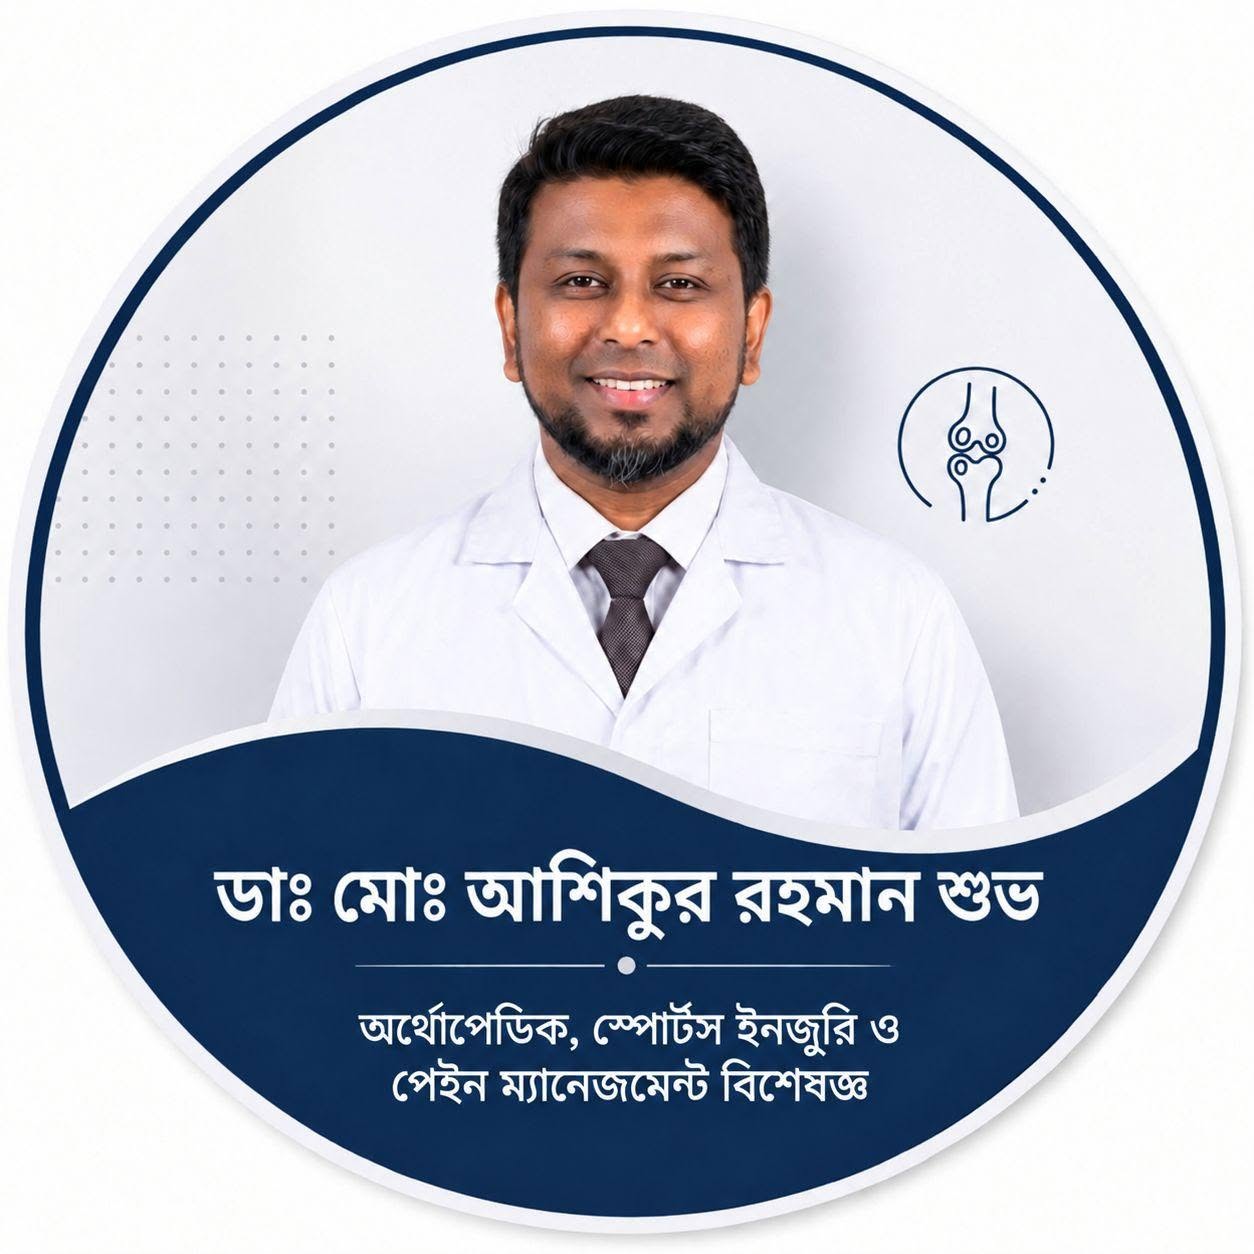 ডাঃ মোঃ আশিকুর রহমান শুভ
অর্থোপেডিক, স্পোর্টস ইনজুরি ও
পেইন ম্যানেজমেন্ট বিশেষজ্ঞ